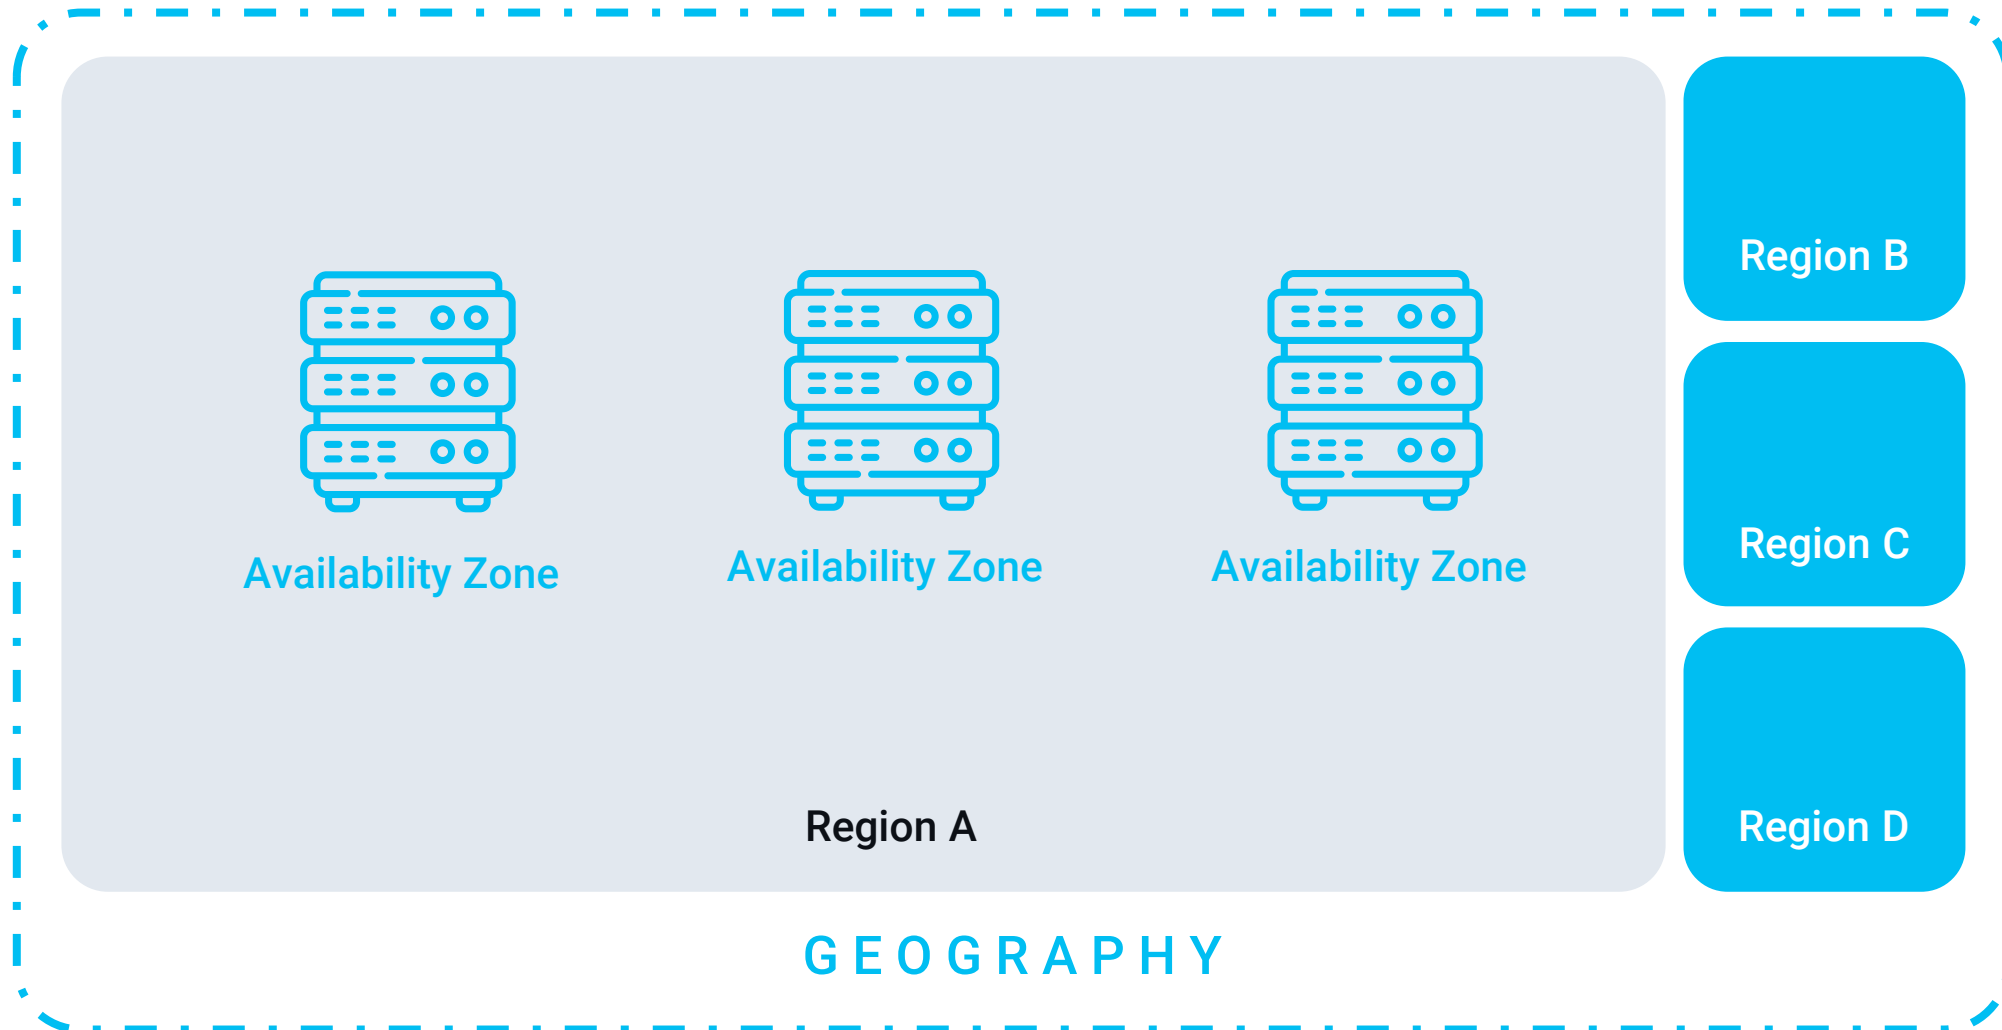 Availability Zone
Availability Zone
Availability Zone
Region A
Region B
Region C
Region D
GEOGRAPHY